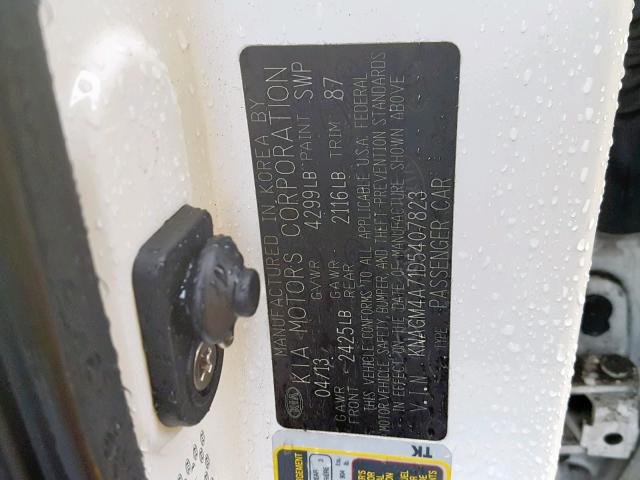 MANUFACTURED IN KOREA BY
KIA KIA MOTORS CORPORATION
04/13 GVWR 4299LB PAINT SWP
GAWR FRONT 2425LB GAWR REAR 2116LB TRIM 87
THIS VEHICLE CONFORMS TO ALL APPLICABLE U.S.A. FEDERAL
MOTOR VEHICLE SAFETY, BUMPER, AND THEFT PREVENTION STANDARDS
IN EFFECT ON THE DATE OF MANUFACTURE SHOWN ABOVE.
V.I.N.: KNAGM4A71D5407823
TYPE :PASSENGER CAR
TK